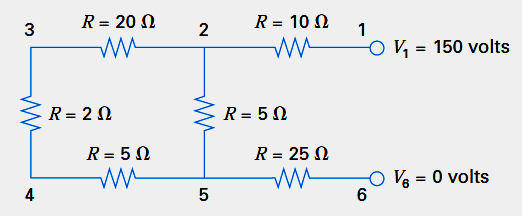 R = 20 Ω
R = 10 Ω
3
2
1
V₁ = 150 volts
R = 2 Ω
R = 5 Ω
R = 5 Ω
R = 25 Ω
V₆ = 0 volts
4
5
6